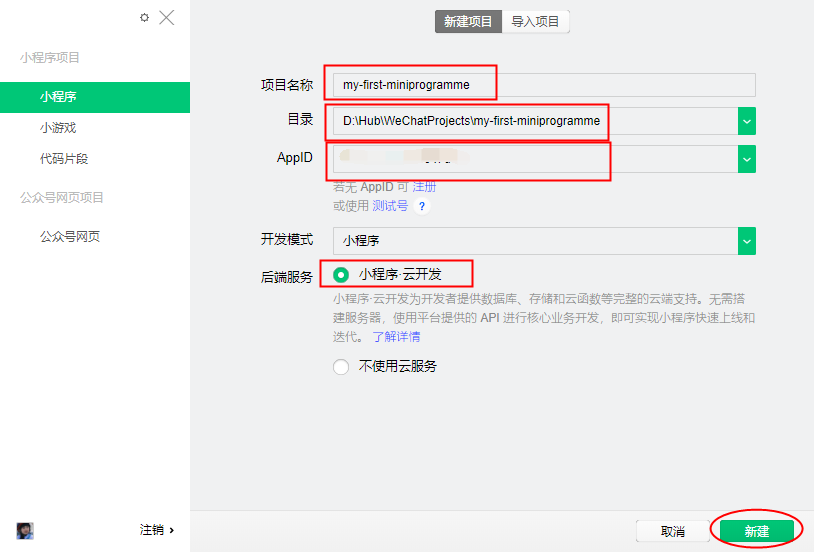 小程序项目
小程序
小游戏
代码片段
公众号网页项目
公众号网页
注销
新建项目
导入项目
项目名称
my-first-miniprogramme
目录
D:\Hub\WeChatProjects\my-first-miniprogramme
AppID
若无 AppID 可 注册
或使用 测试号 ?
开发模式
小程序
后端服务
小程序·云开发
小程序·云开发为开发者提供数据库、存储和云函数等完整的云端支持。无需搭
建服务器，使用平台提供的 API 进行核心业务开发，即可实现小程序快速上线和
迭代。 了解详情
不使用云服务
取消
新建